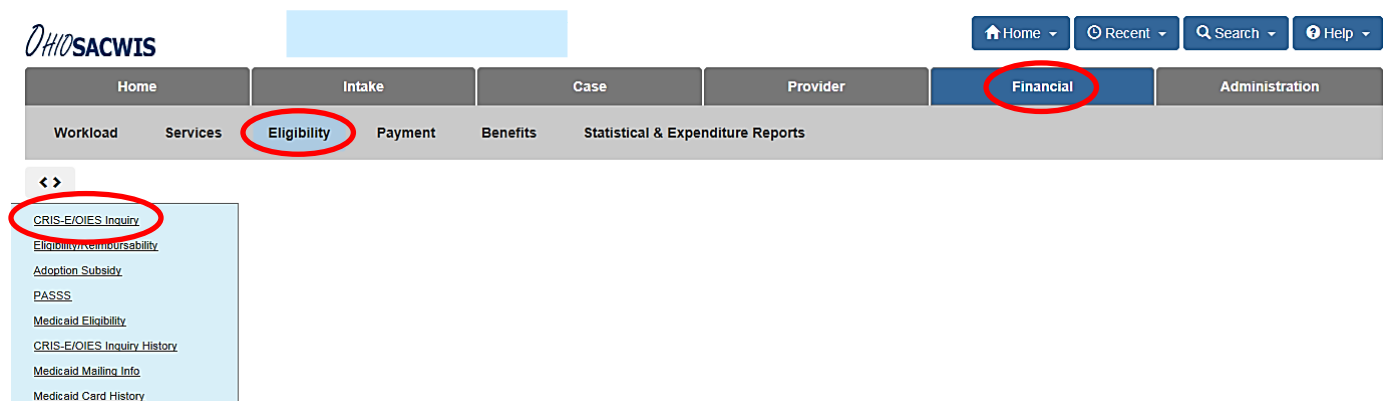 OHIOSACWIS
Home Recent Search Help
Home Intake Case Provider Financial Administration
Workload Services Eligibility Payment Benefits Statistical & Expenditure Reports
CRIS-E/OIES Inquiry
Eligibility/Reimbursability
Adoption Subsidy
PASSS
Medicaid Eligibility
CRIS-E/OIES Inquiry History
Medicaid Mailing Info
Medicaid Card History